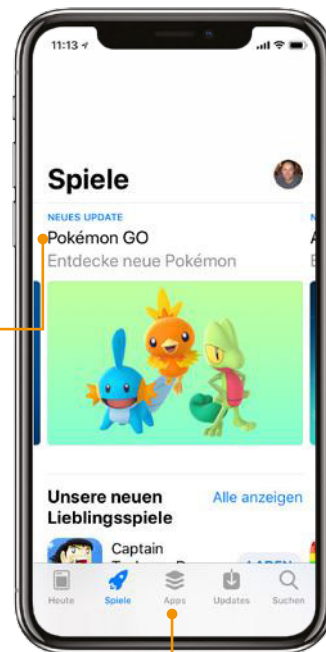 11:13
Spiele
NEUES UPDATE
Pokémon GO
Entdecke neue Pokémon
Unsere neuen
Lieblingsspiele
Alle anzeigen
Captain
LADEN
Heute
Spiele
Apps
Updates
Suchen